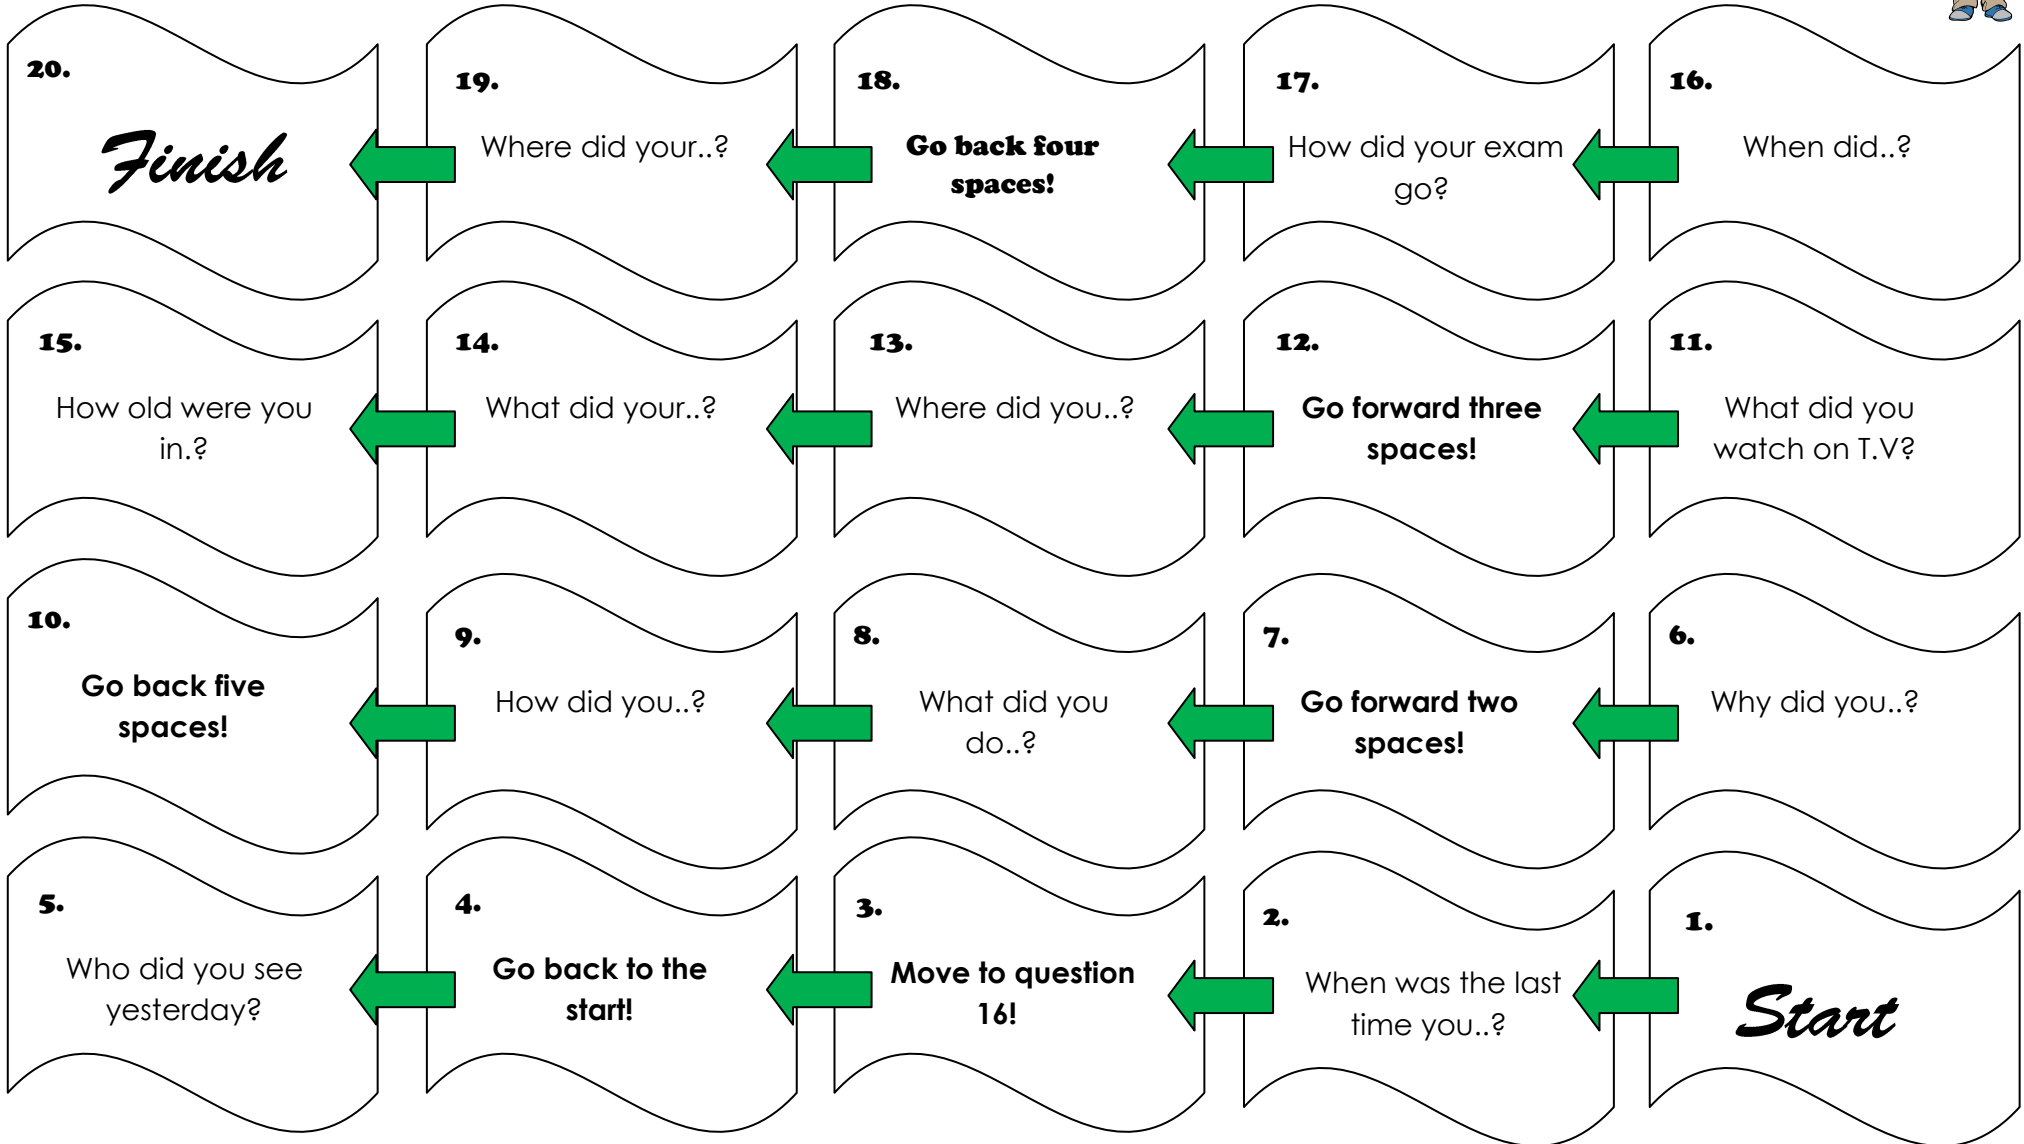 20.
Finish
19.
Where did your..?
18.
Go back four
spaces!
17.
How did your exam
go?
16.
When did..?
15.
How old were you
in.?
14.
What did your..?
13.
Where did you..?
12.
Go forward three
spaces!
11.
What did you
watch on T.V?
10.
Go back five
spaces!
9.
How did you..?
8.
What did you
do..?
7.
Go forward two
spaces!
6.
Why did you..?
5.
Who did you see
yesterday?
4.
Go back to the
start!
3.
Move to question
16!
2.
When was the last
time you..?
1.
Start